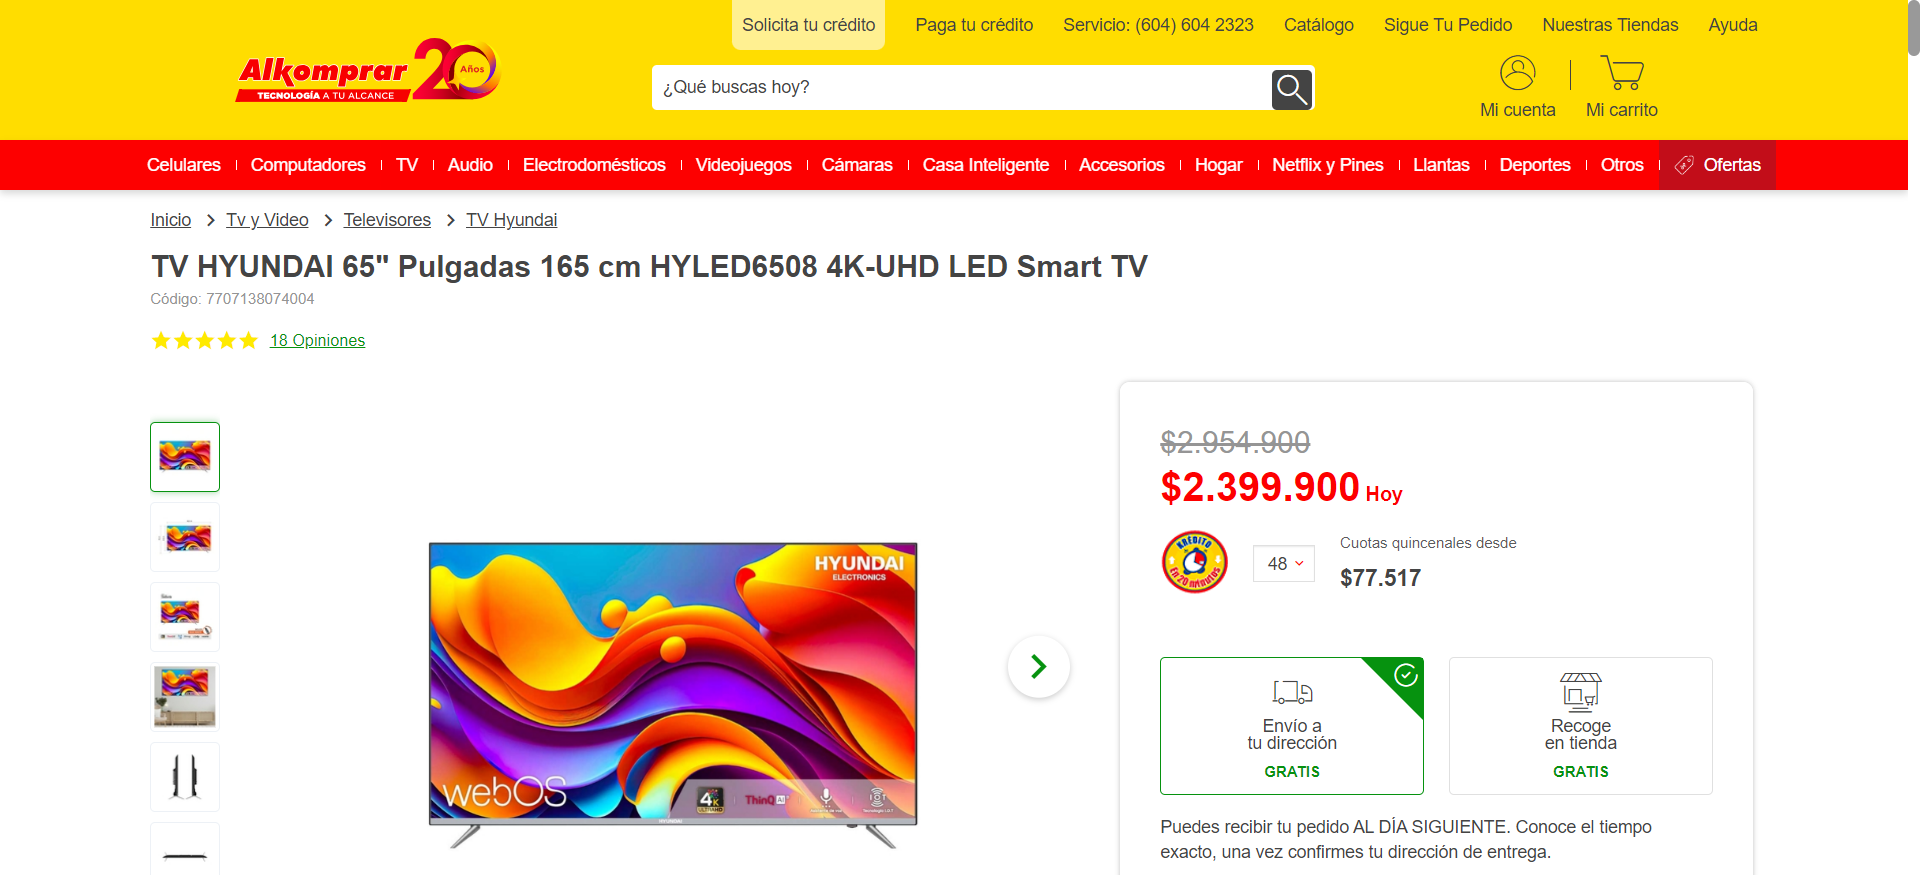 Solicita tu crédito
Paga tu crédito
Servicio: (604) 604 2323
Catálogo
Sigue Tu Pedido
Nuestras Tiendas
Ayuda
Alkomprar 20 Años
TECNOLOGÍA A TU ALCANCE
¿Qué buscas hoy?
Mi cuenta
Mi carrito
Celulares
Computadores
TV
Audio
Electrodomésticos
Videojuegos
Cámaras
Casa Inteligente
Accesorios
Hogar
Netflix y Pines
Llantas
Deportes
Otros
Ofertas
Inicio
Tv y Video
Televisores
TV Hyundai
TV HYUNDAI 65" Pulgadas 165 cm HYLED6508 4K-UHD LED Smart TV
Código: 7707138074004
18 Opiniones
HYUNDAI
ELECTRONICS
webOS
4K
ULTRAHD
ThinQ AI
IOT
HYUNDAI
$2.954.900
$2.399.900 Hoy
KREDITO
En 20 minutos
48
Cuotas quincenales desde
$77.517
Envío a
tu dirección
GRATIS
Recoge
en tienda
GRATIS
Puedes recibir tu pedido AL DÍA SIGUIENTE. Conoce el tiempo
exacto, una vez confirmes tu dirección de entrega.